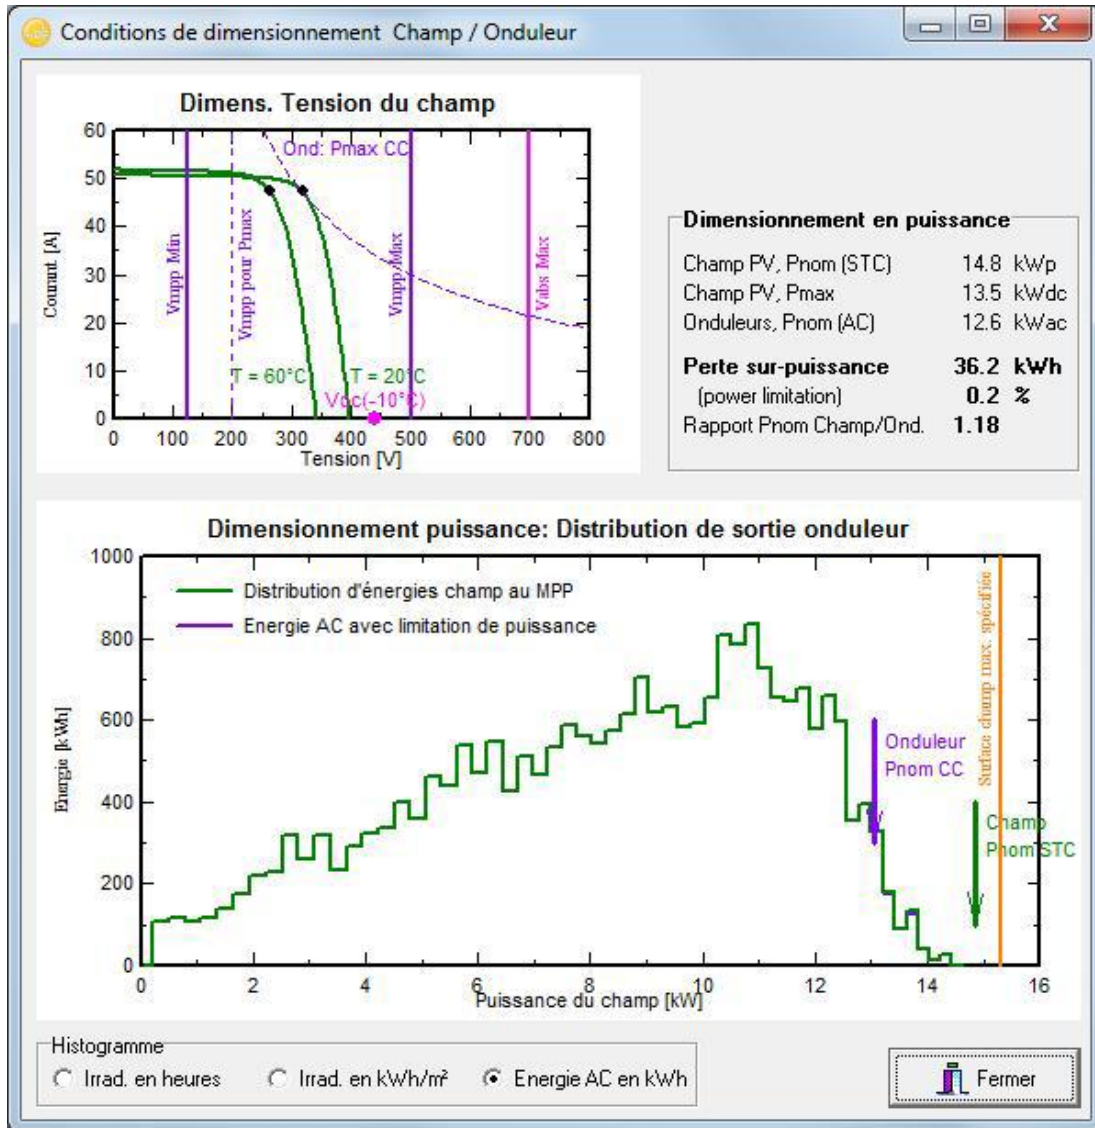 Conditions de dimensionnement Champ / Onduleur
Dimens. Tension du champ
60
50
40
30
20
10
0
Courant [A]
Ond: Pmax CC
Vmpp Min
Vmpp pour Pmax
Vmpp Max
Vabs Max
T = 60°C
T = 20°C
Voc(-10°C)
0 100 200 300 400 500 600 700 800
Tension [V]
Dimensionnement en puissance
Champ PV, Pnom (STC) 14.8 kWp
Champ PV, Pmax 13.5 kWdc
Onduleurs, Pnom (AC) 12.6 kWac
Perte sur-puissance 36.2 kWh
(power limitation) 0.2 %
Rapport Pnom Champ/Ond. 1.18
Dimensionnement puissance: Distribution de sortie onduleur
1000
800
600
400
200
0
Energie [kWh]
Distribution d'énergies champ au MPP
Energie AC avec limitation de puissance
Onduleur
Pnom CC
Surface champ max. spécifiée
Champ
Pnom STC
0 2 4 6 8 10 12 14 16
Puissance du champ [kW]
Histogramme
Irrad. en heures
Irrad. en kWh/m²
Energie AC en kWh
Fermer